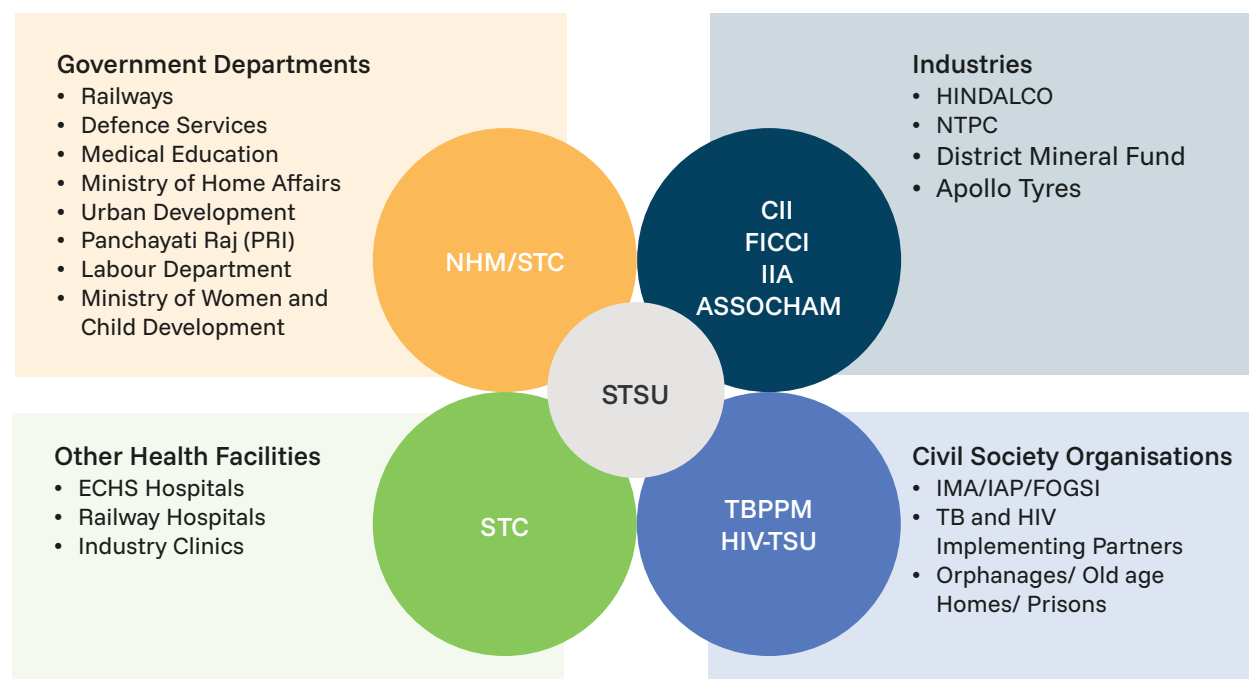 Government Departments
• Railways
• Defence Services
• Medical Education
• Ministry of Home Affairs
• Urban Development
• Panchayati Raj (PRI)
• Labour Department
• Ministry of Women and
Child Development
NHM/STC
CII
FICCI
IIA
ASSOCHAM
Industries
• HINDALCO
• NTPC
• District Mineral Fund
• Apollo Tyres
STSU
Other Health Facilities
• ECHS Hospitals
• Railway Hospitals
• Industry Clinics
STC
TBPPM
HIV-TSU
Civil Society Organisations
• IMA/IAP/FOGSI
• TB and HIV
Implementing Partners
• Orphanages/ Old age
Homes/ Prisons